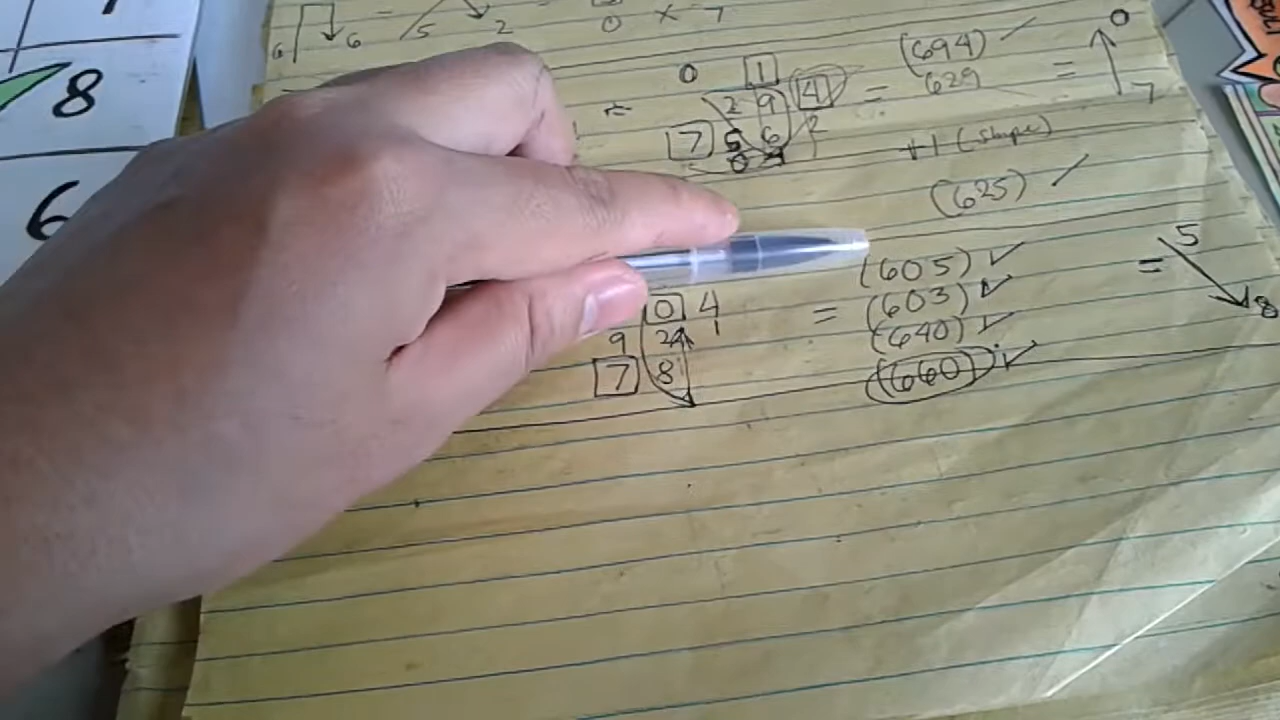 6 6 - 5 2 0 x 7
0 1 (694)
= 2 9 4 = 629 = 0 7
7 5 6 2
0
+1 (shape)
(625)
(605) = 5 8
0 4 = (603)
9 2 1 (640)
7 8 (660)
8
6